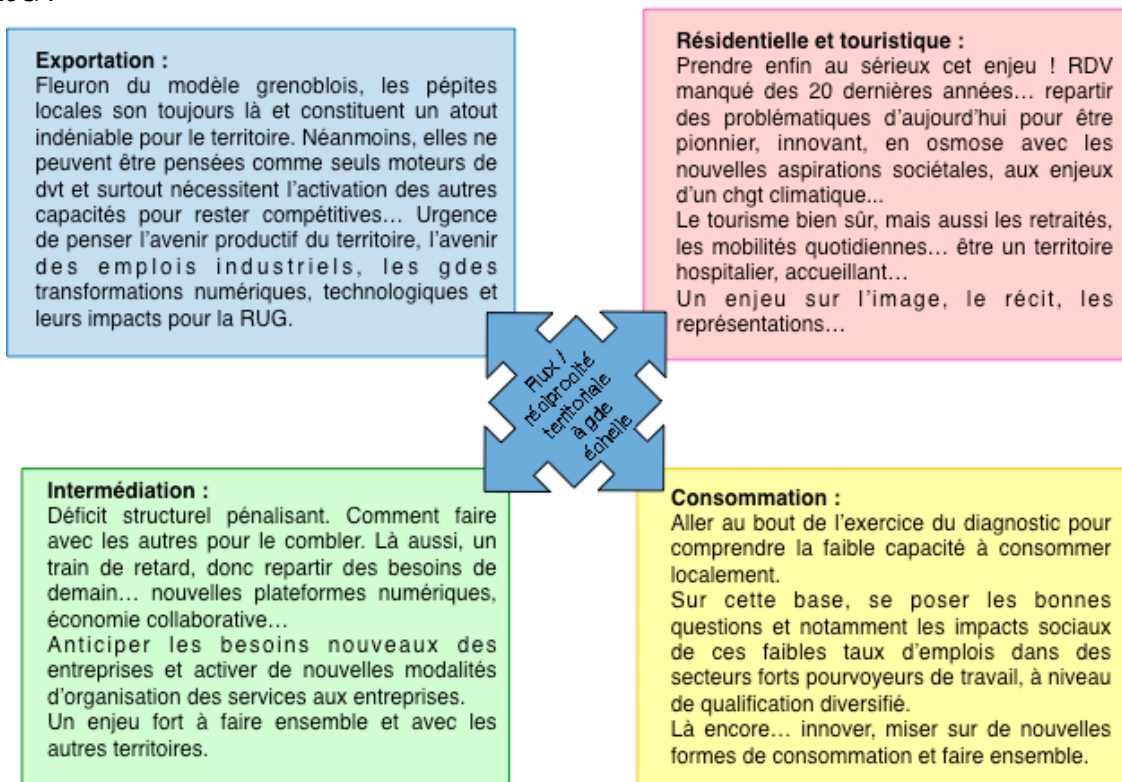 Exportation :
Fleuron du modèle grenoblois, les pépites
locales son toujours là et constituent un atout
indéniable pour le territoire. Néanmoins, elles ne
peuvent être pensées comme seuls moteurs de
dvt et surtout nécessitent l'activation des autres
capacités pour rester compétitives… Urgence
de penser l'avenir productif du territoire, l'avenir
des emplois industriels, les gdes
transformations numériques, technologiques et
leurs impacts pour la RUG.
Résidentielle et touristique :
Prendre enfin au sérieux cet enjeu ! RDV
manqué des 20 dernières années… repartir
des problématiques d'aujourd'hui pour être
pionnier, innovant, en osmose avec les
nouvelles aspirations sociétales, aux enjeux
d'un chgt climatique...
Le tourisme bien sûr, mais aussi les retraités,
les mobilités quotidiennes… être un territoire
hospitalier, accueillant…
Un enjeu sur l'image, le récit, les
représentations…
Flux /
réciprocité
territoriale
à gde
échelle
Intermédiation :
Déficit structurel pénalisant. Comment faire
avec les autres pour le combler. Là aussi, un
train de retard, donc repartir des besoins de
demain… nouvelles plateformes numériques,
économie collaborative…
Anticiper les besoins nouveaux des
entreprises et activer de nouvelles modalités
d'organisation des services aux entreprises.
Un enjeu fort à faire ensemble et avec les
autres territoires.
Consommation :
Aller au bout de l'exercice du diagnostic pour
comprendre la faible capacité à consommer
localement.
Sur cette base, se poser les bonnes
questions et notamment les impacts sociaux
de ces faibles taux d'emplois dans des
secteurs forts pourvoyeurs de travail, à niveau
de qualification diversifié.
Là encore… innover, miser sur de nouvelles
formes de consommation et faire ensemble.